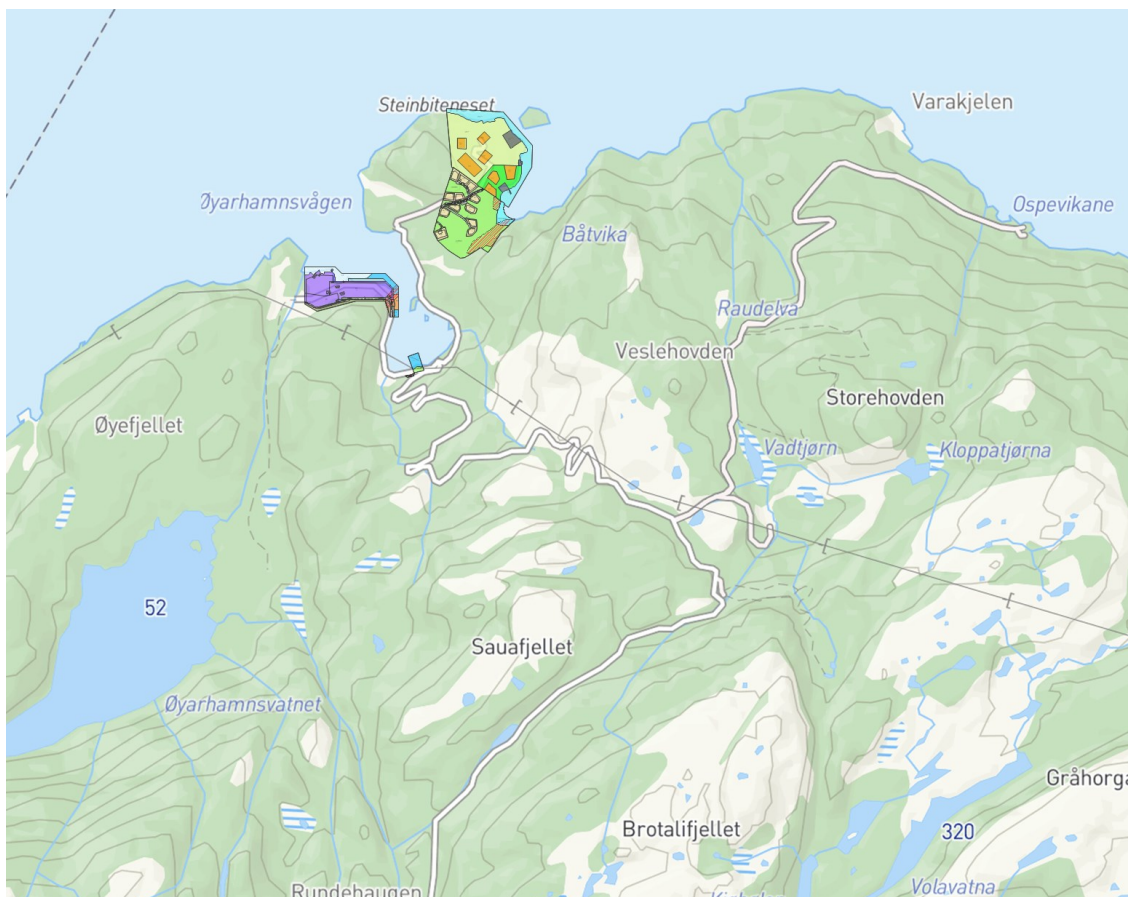 Steinbiteneset
Varakjelen
Øyarhamnsvågen
Ospevikane
Båtvika
Raudelva
Veslehovden
Storehovden
Øyefjellet
Vadtjørn
Kloppatjørna
52
Sauafjellet
Øyarhamnsvatnet
Gråhorga
Brotalifjellet
320
Rundehaugen
Volavatna